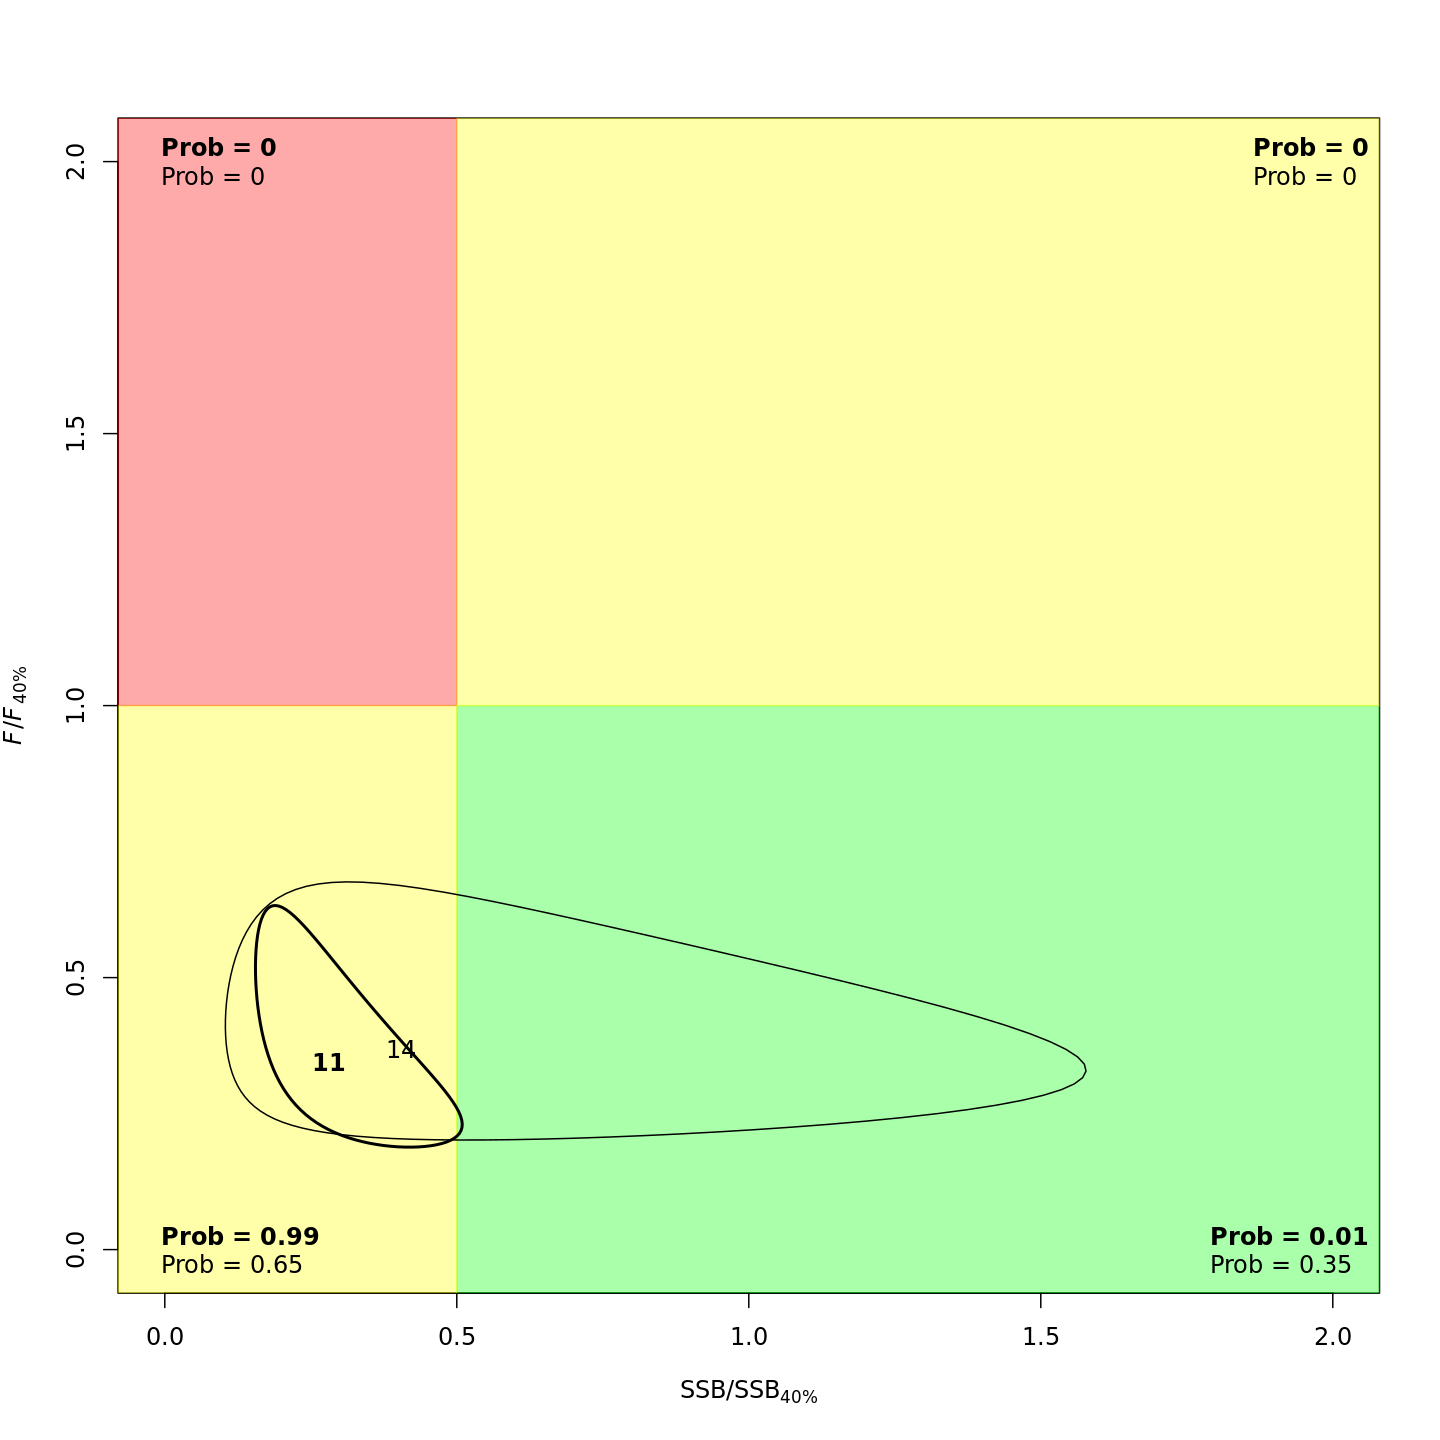 Prob = 0
Prob = 0
Prob = 0
Prob = 0
2.0
1.5
1.0
0.5
0.0
F/F40%
14
11
Prob = 0.99
Prob = 0.65
Prob = 0.01
Prob = 0.35
0.0 0.5 1.0 1.5 2.0
SSB/SSB40%